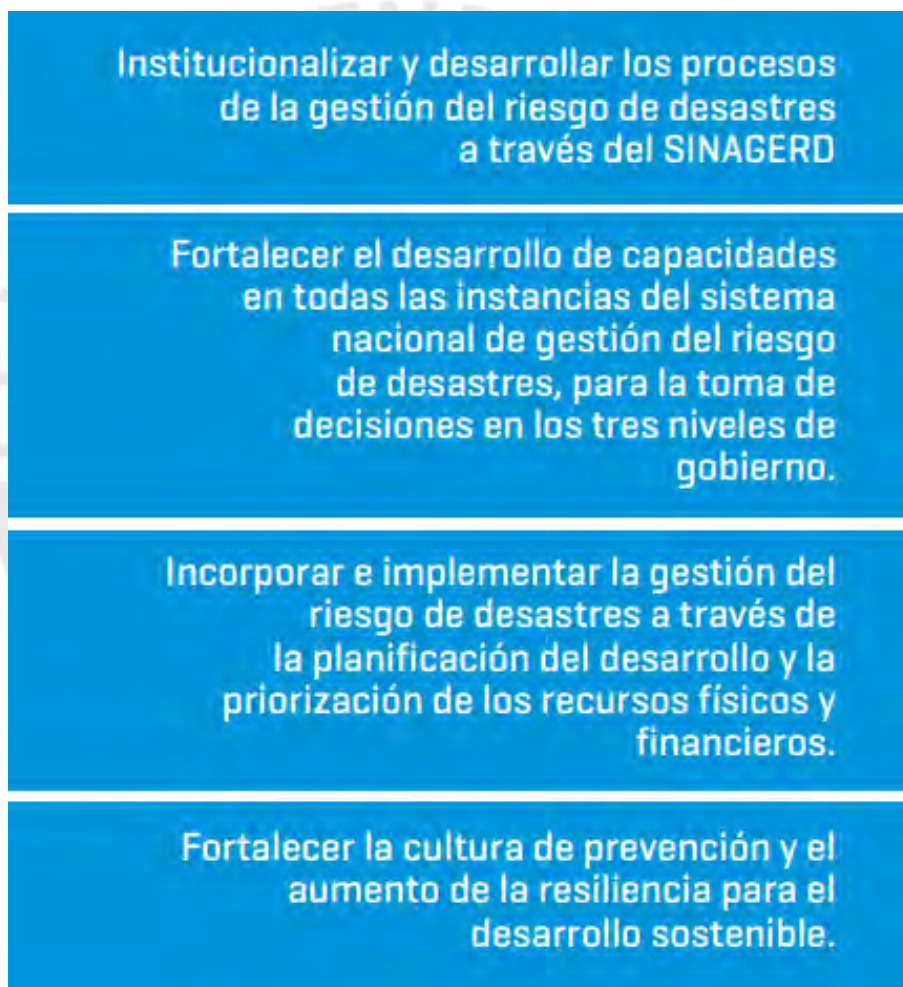 Institucionalizar y desarrollar los procesos
de la gestión del riesgo de desastres
a través del SINAGERD
Fortalecer el desarrollo de capacidades
en todas las instancias del sistema
nacional de gestión del riesgo
de desastres, para la toma de
decisiones en los tres niveles de
gobierno.
Incorporar e implementar la gestión del
riesgo de desastres a través de
la planificación del desarrollo y la
priorización de los recursos físicos y
financieros.
Fortalecer la cultura de prevención y el
aumento de la resiliencia para el
desarrollo sostenible.